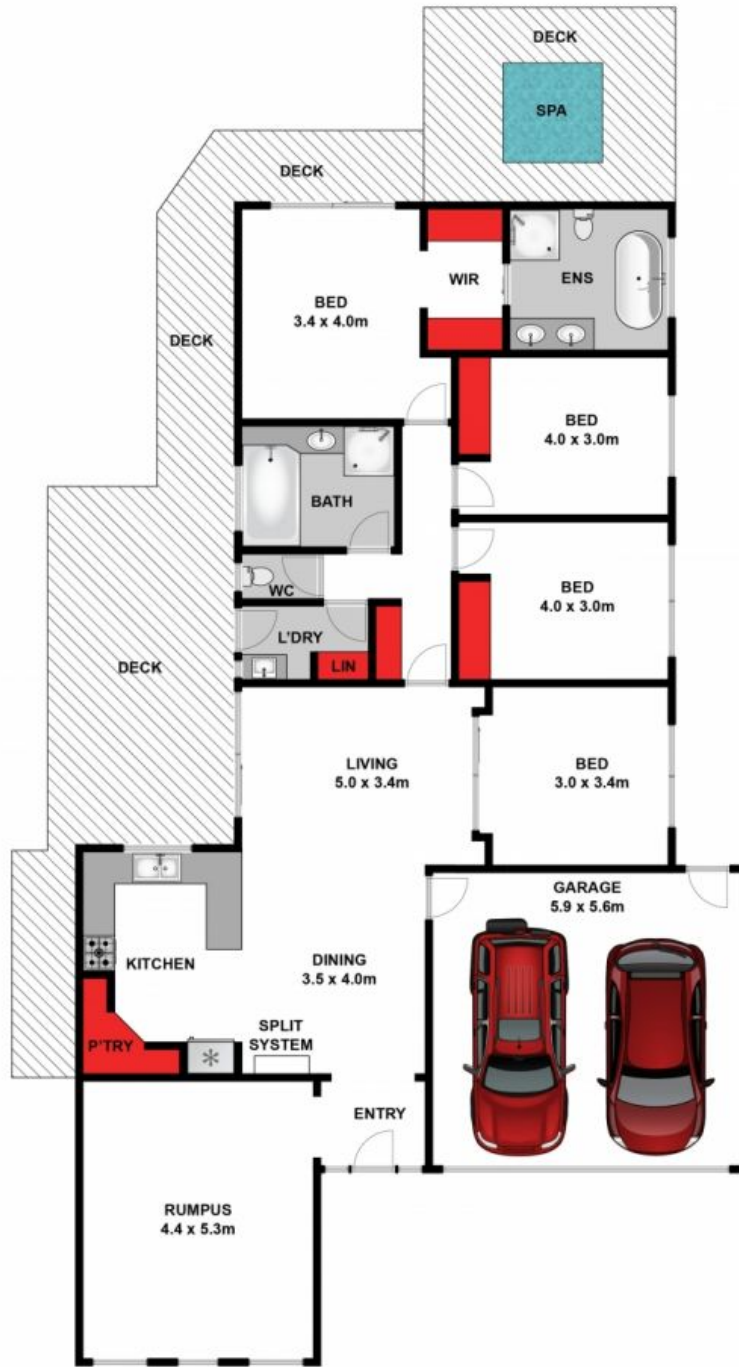 DECK
SPA
DECK
BED
3.4 x 4.0m
WIR
ENS
DECK
BED
4.0 x 3.0m
BATH
WC
BED
4.0 x 3.0m
L'DRY
LIN
DECK
LIVING
5.0 x 3.4m
BED
3.0 x 3.4m
GARAGE
5.9 x 5.6m
KITCHEN
DINING
3.5 x 4.0m
P'TRY
SPLIT
SYSTEM
ENTRY
RUMPUS
4.4 x 5.3m